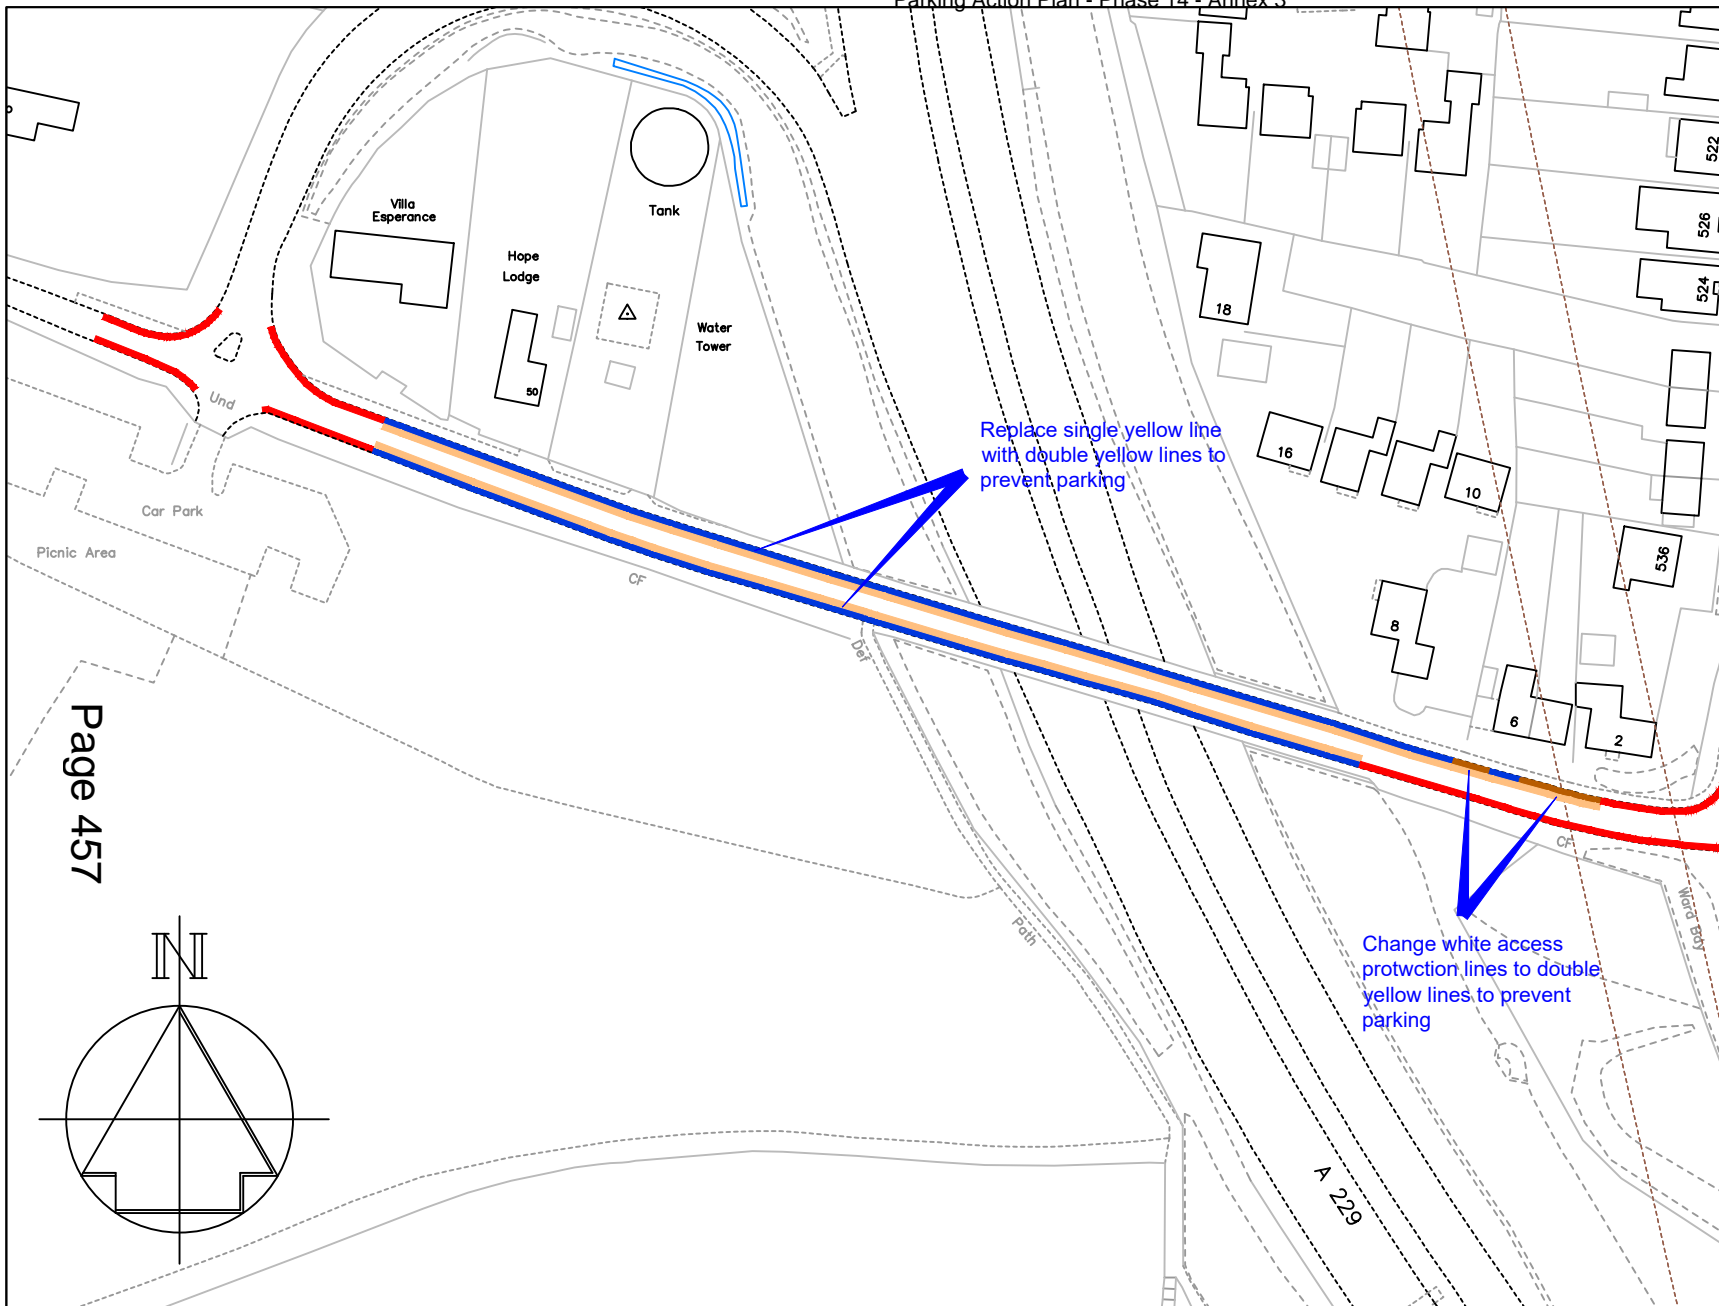 Parking Action Plan - Phase 14 - Annex 3
522
526
524
Villa
Esperance
Tank
Hope
Lodge
50
Water
Tower
18
Und
Replace single yellow line
with double yellow lines to
prevent parking
16
10
536
Car Park
Picnic Area
CF
Def
8
6
2
Page 457
CF
Ward Bdy
Path
Change white access
protwction lines to double
yellow lines to prevent
parking
N
A 229